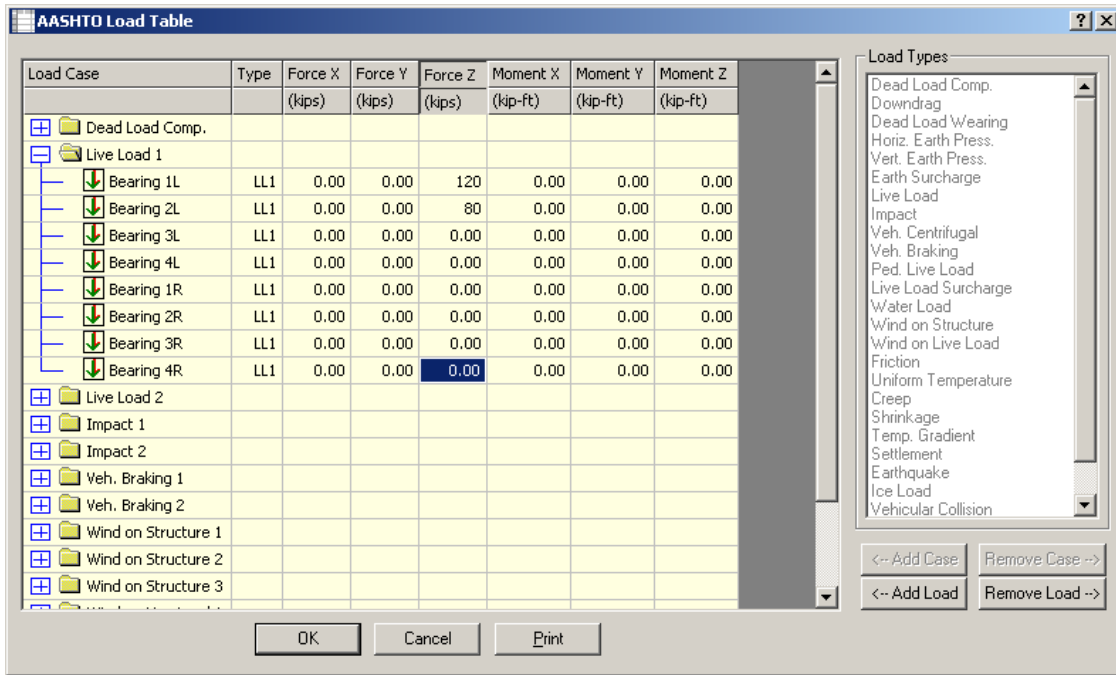 AASHTO Load Table
Load Case Type Force X Force Y Force Z Moment X Moment Y Moment Z
(kips) (kips) (kips) (kip-ft) (kip-ft) (kip-ft)
Dead Load Comp.
Live Load 1
Bearing 1L LL1 0.00 0.00 120 0.00 0.00 0.00
Bearing 2L LL1 0.00 0.00 80 0.00 0.00 0.00
Bearing 3L LL1 0.00 0.00 0.00 0.00 0.00 0.00
Bearing 4L LL1 0.00 0.00 0.00 0.00 0.00 0.00
Bearing 1R LL1 0.00 0.00 0.00 0.00 0.00 0.00
Bearing 2R LL1 0.00 0.00 0.00 0.00 0.00 0.00
Bearing 3R LL1 0.00 0.00 0.00 0.00 0.00 0.00
Bearing 4R LL1 0.00 0.00 0.00 0.00 0.00 0.00
Live Load 2
Impact 1
Impact 2
Veh. Braking 1
Veh. Braking 2
Wind on Structure 1
Wind on Structure 2
Wind on Structure 3
Load Types
Dead Load Comp.
Downdrag
Dead Load Wearing
Horiz. Earth Press.
Vert. Earth Press.
Earth Surcharge
Live Load
Impact
Veh. Centrifugal
Veh. Braking
Ped. Live Load
Live Load Surcharge
Water Load
Wind on Structure
Wind on Live Load
Friction
Uniform Temperature
Creep
Shrinkage
Temp. Gradient
Settlement
Earthquake
Ice Load
Vehicular Collision
<-- Add Case Remove Case -->
<-- Add Load Remove Load -->
OK Cancel Print